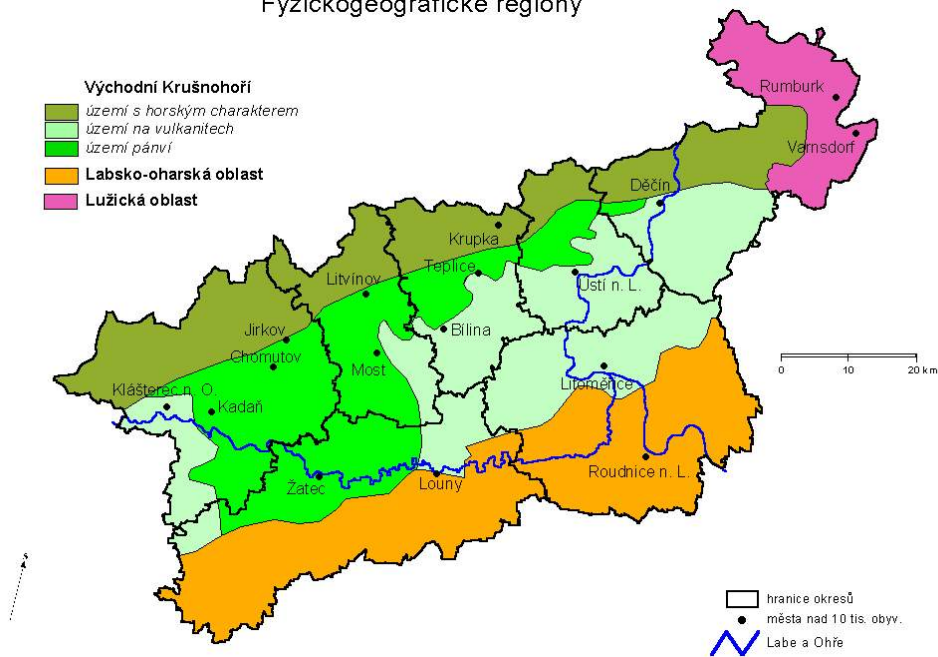 Fyzickogeografické regiony
Východní Krušnohoří
území s horským charakterem
území na vulkanitech
území pánví
Labsko-oharská oblast
Lužická oblast
Rumburk
Varnsdorf
Děčín
Krupka
Teplice
Ústí n. L.
Litvínov
Bílina
Jirkov
Chomutov
Most
Litoměřice
Klášterec n. O.
Kadaň
Žatec
Louny
Roudnice n. L.
0 10 20 km
S
hranice okresů
města nad 10 tis. obyv.
Labe a Ohře